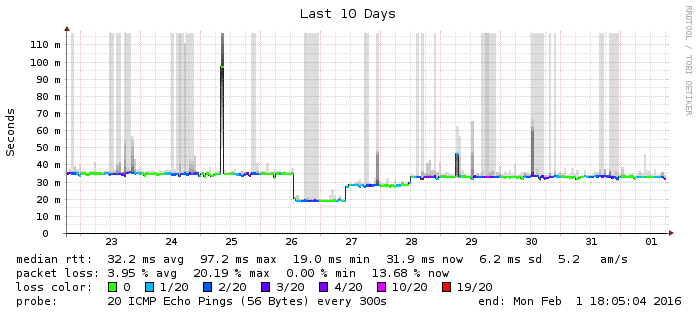 Last 10 Days
RRDTOOL / TOBI OETIKER
Seconds
110 m
100 m
90 m
80 m
70 m
60 m
50 m
40 m
30 m
20 m
10 m
0
23 24 25 26 27 28 29 30 31 01
median rtt: 32.2 ms avg 97.2 ms max 19.0 ms min 31.9 ms now 6.2 ms sd 5.2 am/s
packet loss: 3.95 % avg 20.19 % max 0.00 % min 13.68 % now
loss color: 0 1/20 2/20 3/20 4/20 10/20 19/20
probe: 20 ICMP Echo Pings (56 Bytes) every 300s end: Mon Feb 1 18:05:04 2016